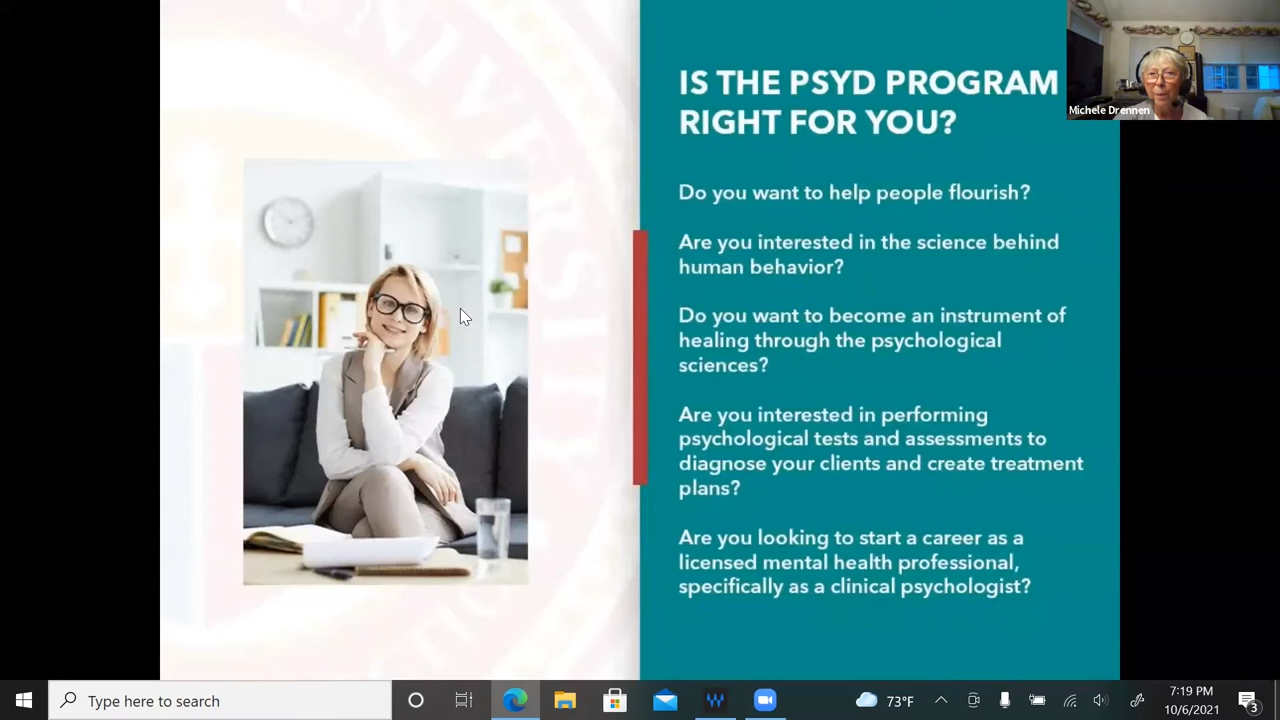 IS THE PSYD PROGRAM
RIGHT FOR YOU?
Michele Drennen
Do you want to help people flourish?
Are you interested in the science behind
human behavior?
Do you want to become an instrument of
healing through the psychological
sciences?
Are you interested in performing
psychological tests and assessments to
diagnose your clients and create treatment
plans?
Are you looking to start a career as a
licensed mental health professional,
specifically as a clinical psychologist?
UNIVERSITY
Type here to search
73°F
7:19 PM
10/6/2021
3